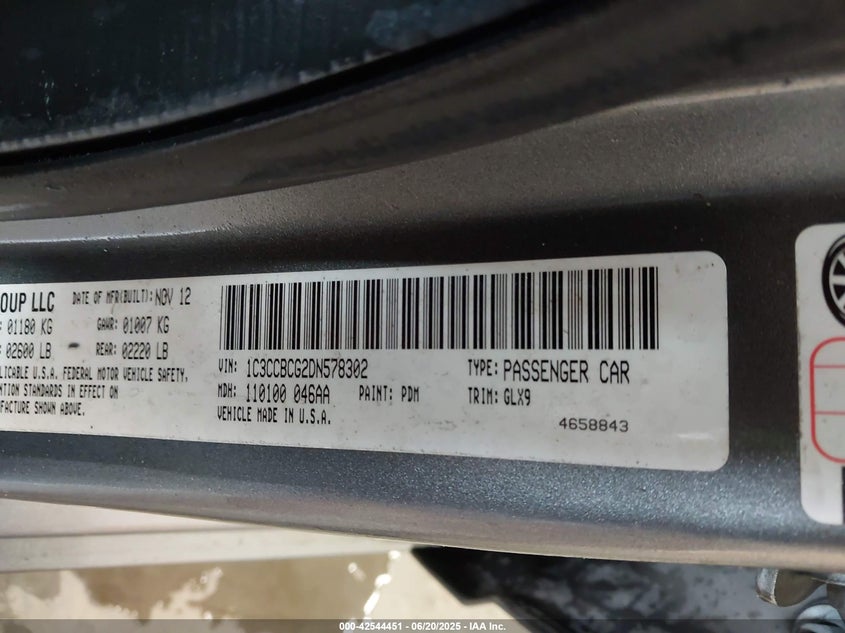 OUP LLC DATE OF MFR(BUILT): NOV 12
: 01180 KG GAWR: 01007 KG
: 02600 LB REAR: 02220 LB
LICABLE U.S.A. FEDERAL MOTOR VEHICLE SAFETY,
ENTION STANDARDS IN EFFECT ON
UFACTURE SHOWN ABOVE.
VIN: 1C3CCBCG2DN578302 TYPE: PASSENGER CAR
MDH: 110100 046AA PAINT: PDM TRIM: GLX9
VEHICLE MADE IN U.S.A. 4658843
000-42544451 | 06/20/2025 - IAA Inc.